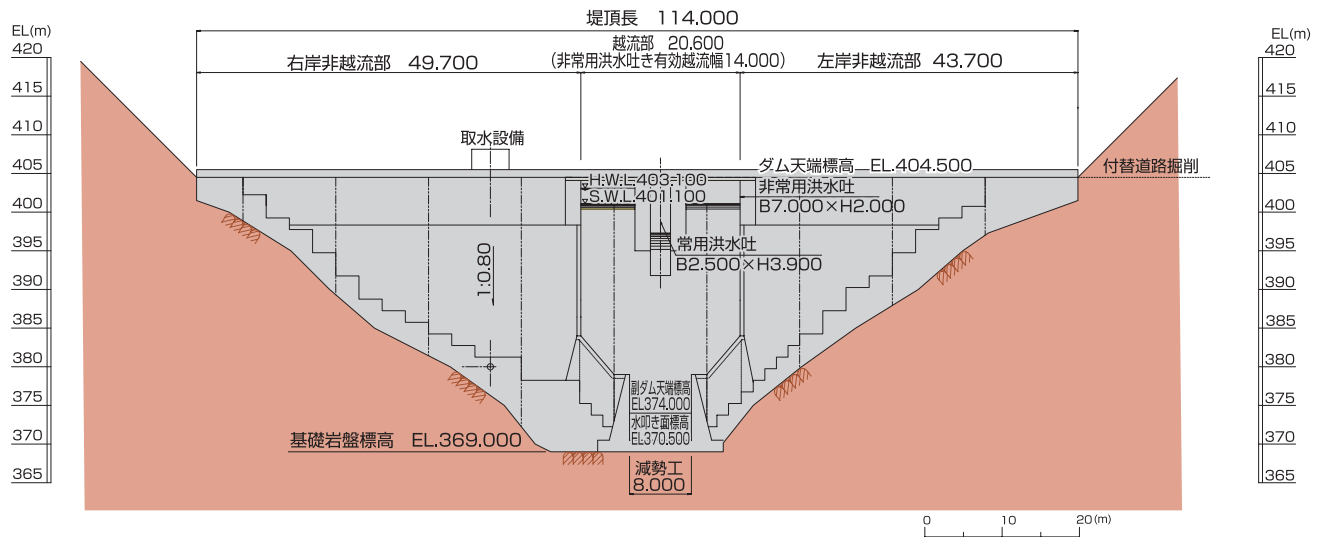 堤頂長 114.000
EL(m)
EL(m)
越流部 20.600
(非常用洪水吐き有効越流幅14.000)
右岸非越流部 49.700
左岸非越流部 43.700
420
420
415
415
410
410
取水設備
405
405
ダム天端標高 EL.404.500
付替道路掘削
H.W.L.403.100
S.W.L.401.100
非常用洪水吐
B7.000×H2.000
400
400
常用洪水吐
B2.500×H3.900
395
395
1:0.80
390
390
385
385
380
380
副ダム天端標高
EL374.000
水叩き面標高
EL370.500
375
375
基礎岩盤標高 EL.369.000
370
370
減勢工
8.000
365
365
0 10 20(m)